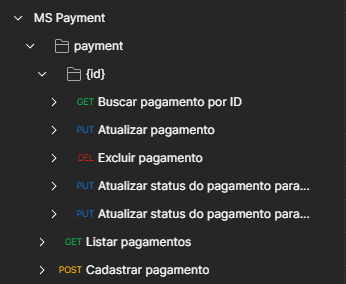 MS Payment
payment
{id}
GET Buscar pagamento por ID
PUT Atualizar pagamento
DEL Excluir pagamento
PUT Atualizar status do pagamento para...
PUT Atualizar status do pagamento para...
GET Listar pagamentos
POST Cadastrar pagamento